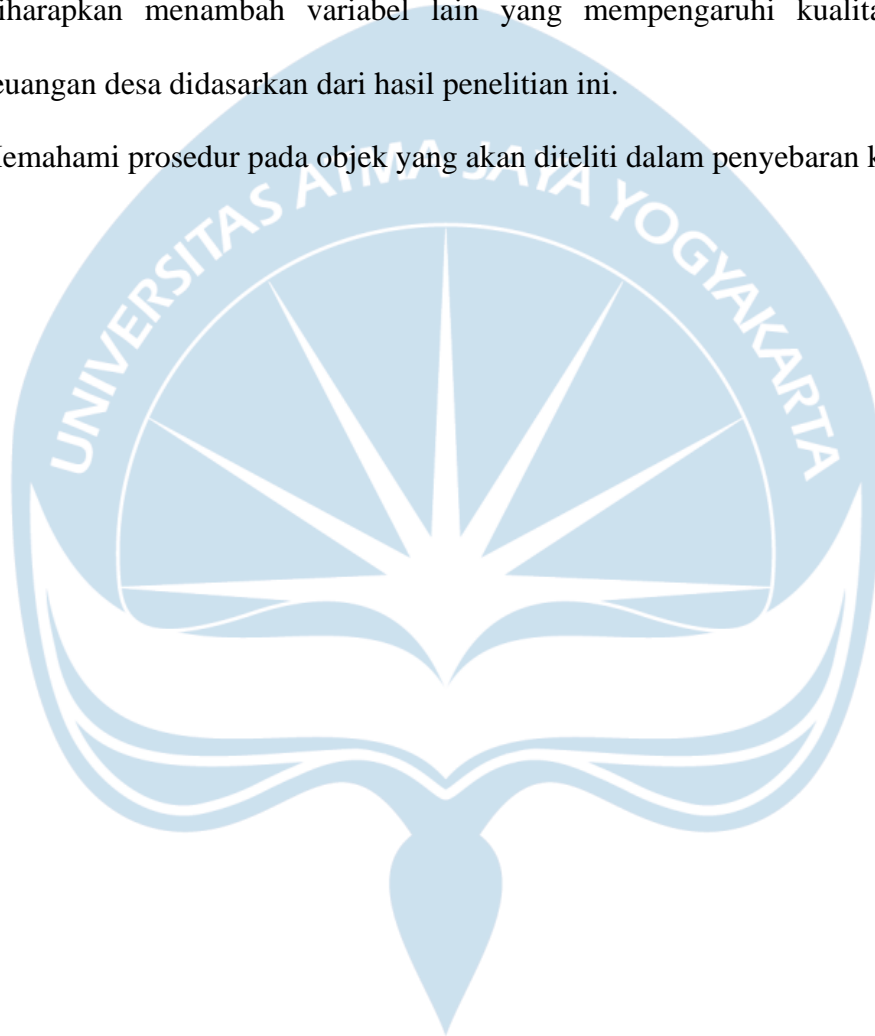 iharapkan menambah variabel lain yang mempengaruhi kualita
euangan desa didasarkan dari hasil penelitian ini.
emahami prosedur pada objek yang akan diteliti dalam penyebaran k
UNIVERSITAS ATMA JAYA YOGYAKARTA